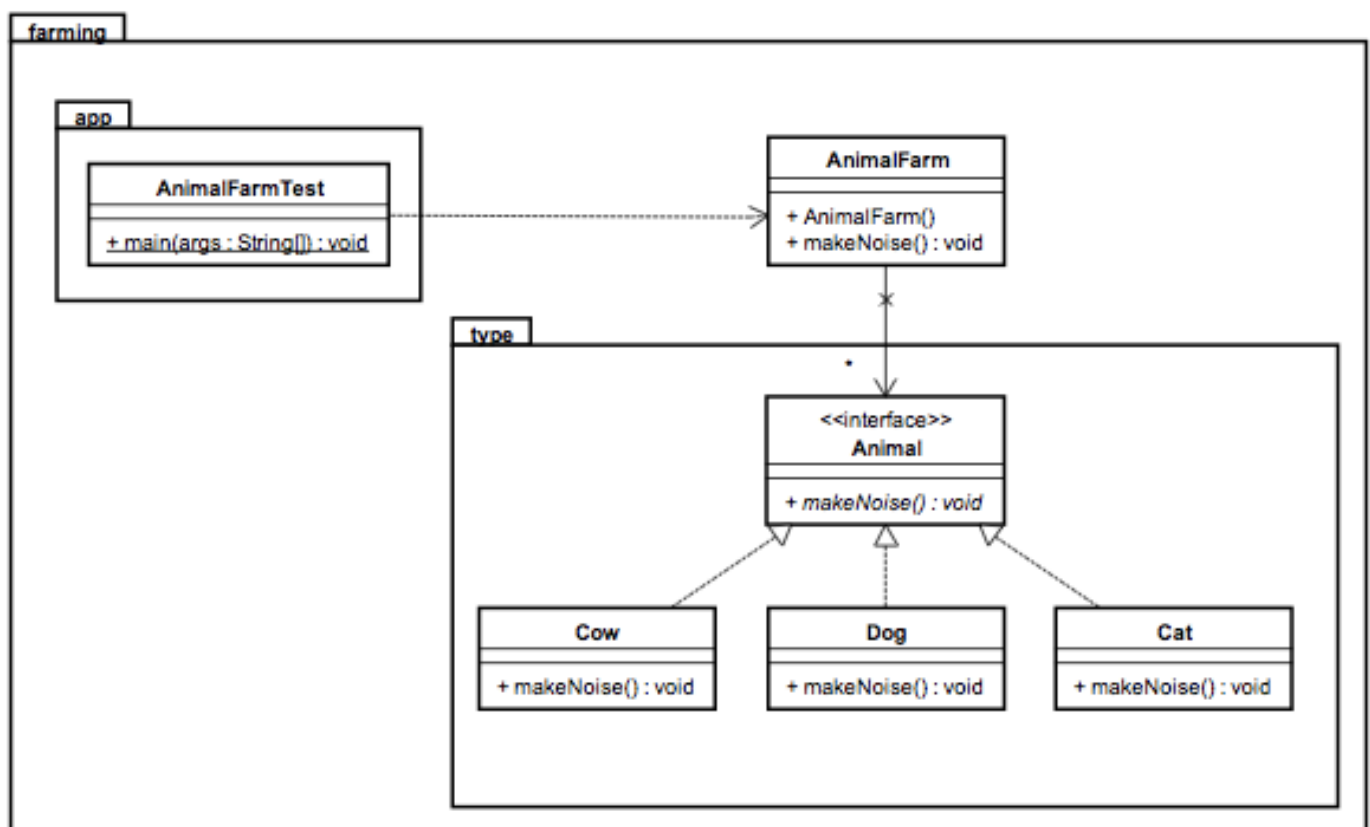 farming
app
AnimalFarmTest
+ main(args : String[]) : void
AnimalFarm
+ AnimalFarm()
+ makeNoise() : void
type
*
<<interface>>
Animal
+ makeNoise() : void
Cow
+ makeNoise() : void
Dog
+ makeNoise() : void
Cat
+ makeNoise() : void